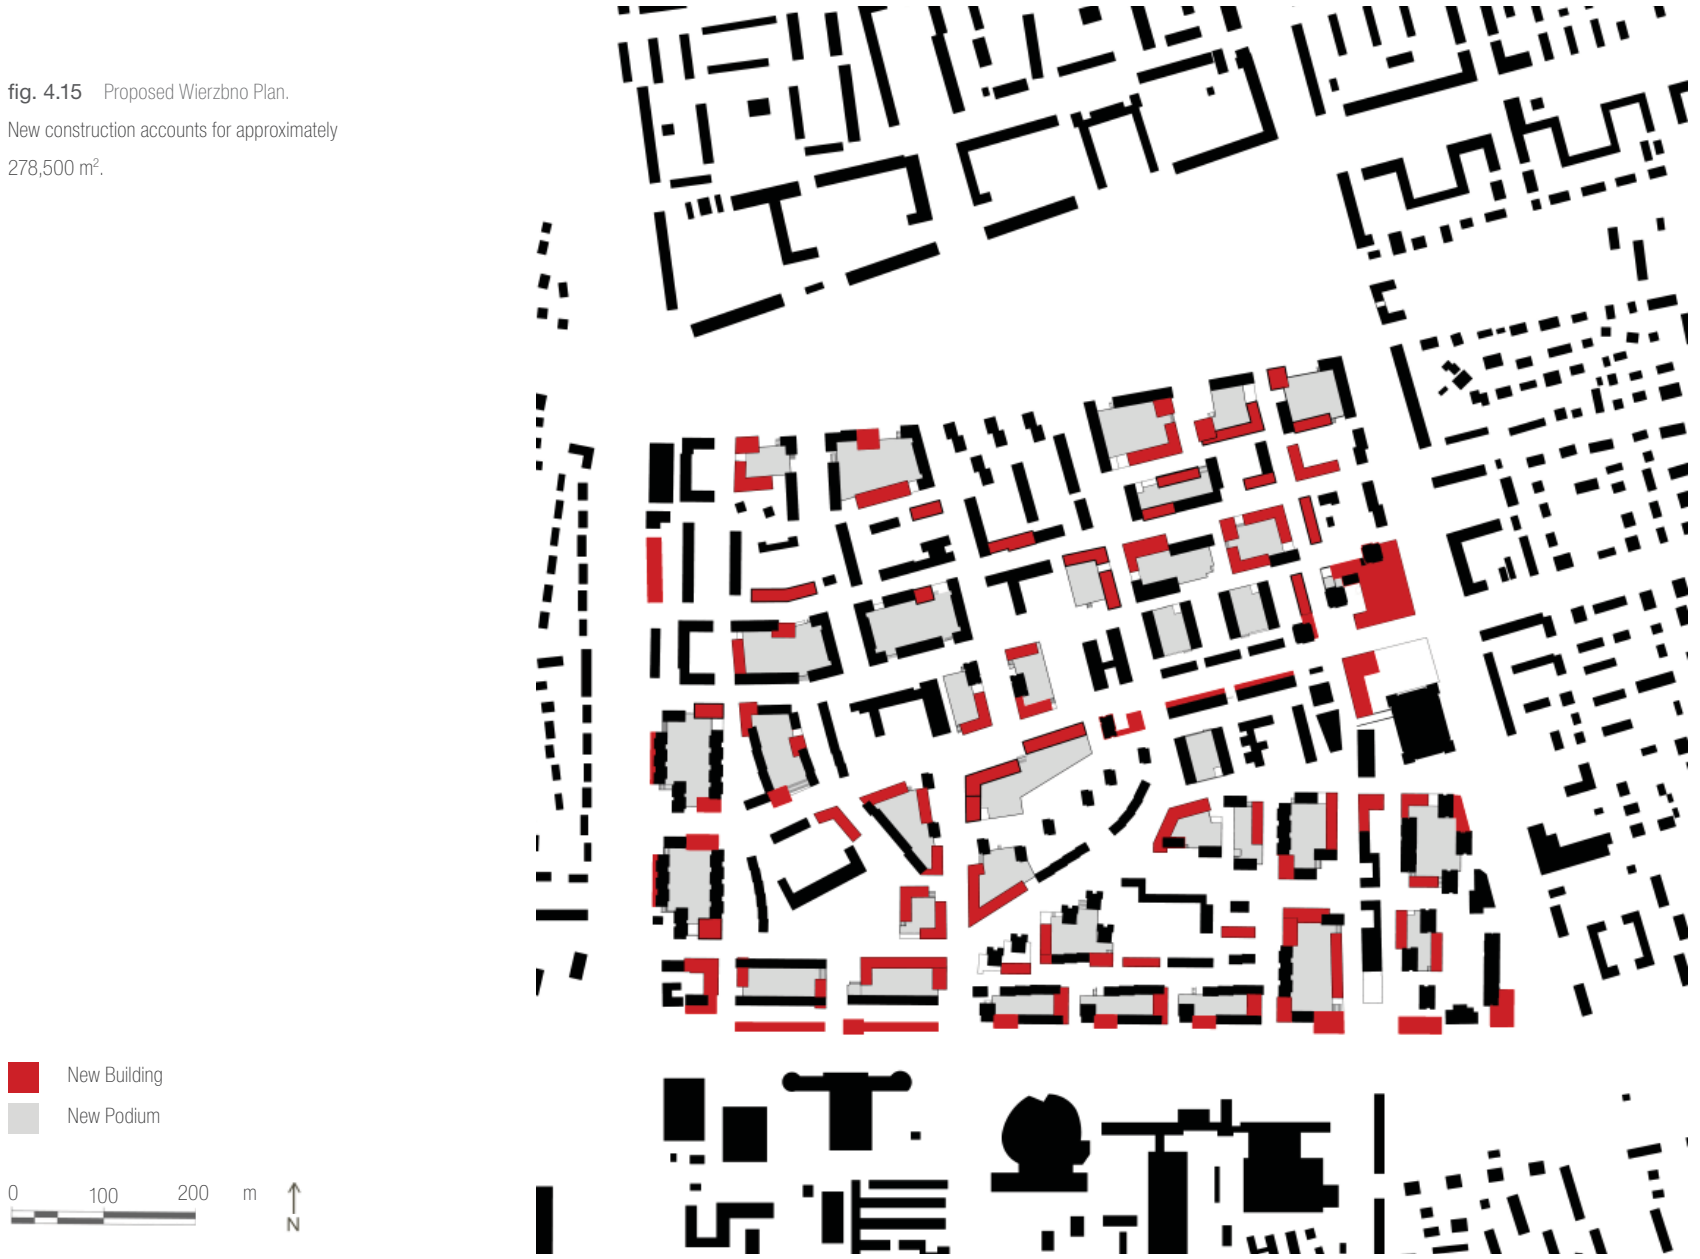 fig. 4.15 Proposed Wierzbno Plan.
New construction accounts for approximately
278,500 m².
New Building
New Podium
0 100 200 m
N